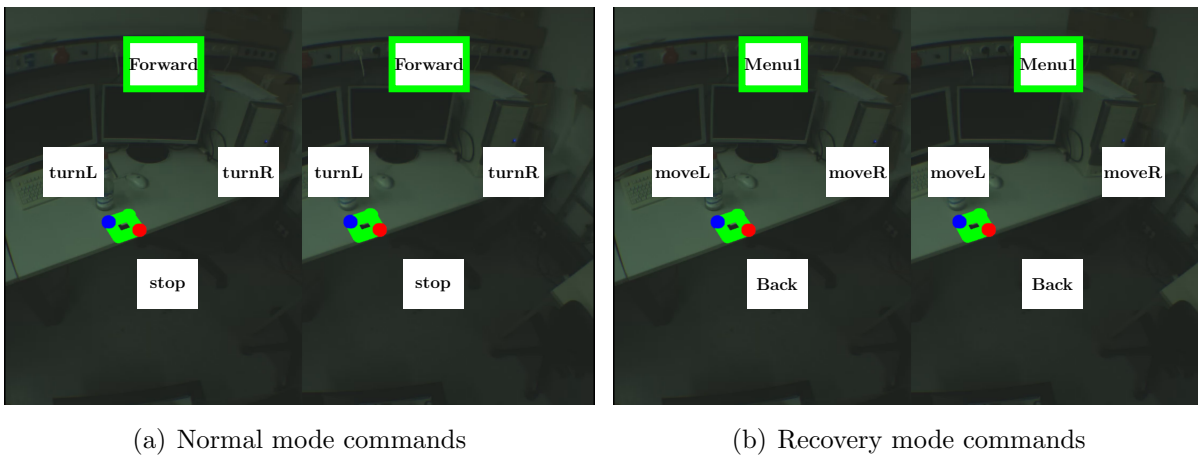 Forward Forward Menu1 Menu1
turnL turnR turnL turnR moveL moveR moveL moveR
stop stop Back Back
(a) Normal mode commands (b) Recovery mode commands